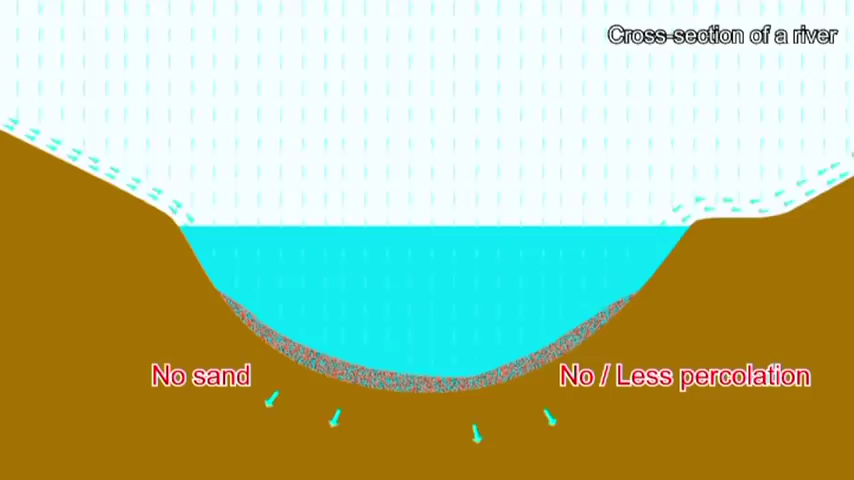 Cross-section of a river
No sand
No / Less percolation